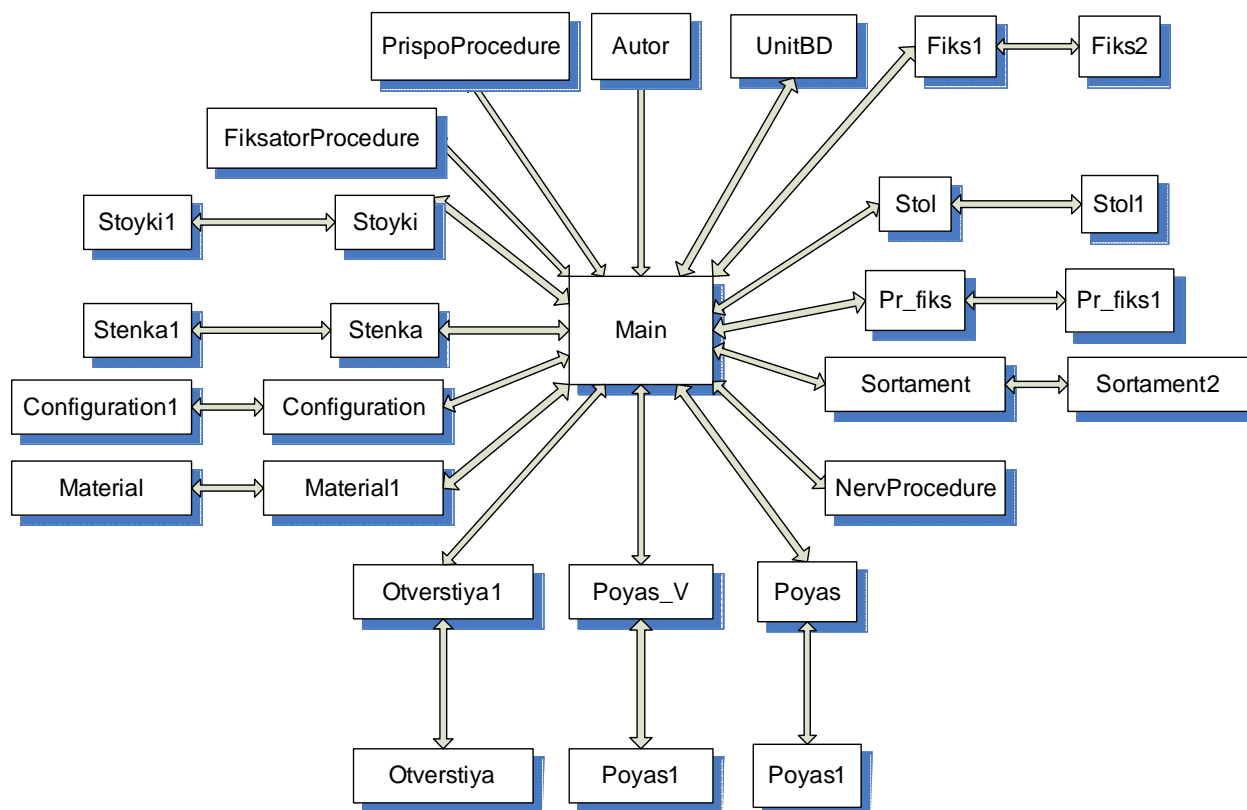 PrispoProcedure
Autor
UnitBD
Fiks1
Fiks2
FiksatorProcedure
Stoyki1
Stoyki
Stol
Stol1
Stenka1
Stenka
Main
Pr_fiks
Pr_fiks1
Configuration1
Configuration
Sortament
Sortament2
Material
Material1
NervProcedure
Otverstiya1
Poyas_V
Poyas
Otverstiya
Poyas1
Poyas1